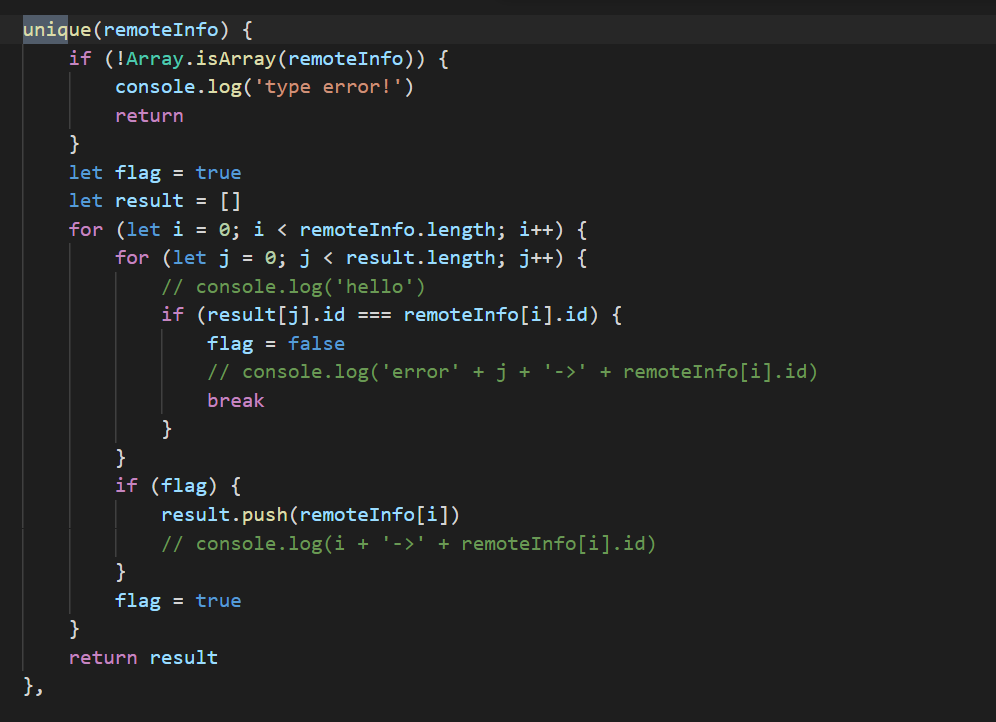 unique(remoteInfo) {
    if (!Array.isArray(remoteInfo)) {
        console.log('type error!')
        return
    }
    let flag = true
    let result = []
    for (let i = 0; i < remoteInfo.length; i++) {
        for (let j = 0; j < result.length; j++) {
            // console.log('hello')
            if (result[j].id === remoteInfo[i].id) {
                flag = false
                // console.log('error' + j + '->' + remoteInfo[i].id)
                break
            }
        }
        if (flag) {
            result.push(remoteInfo[i])
            // console.log(i + '->' + remoteInfo[i].id)
        }
        flag = true
    }
    return result
},